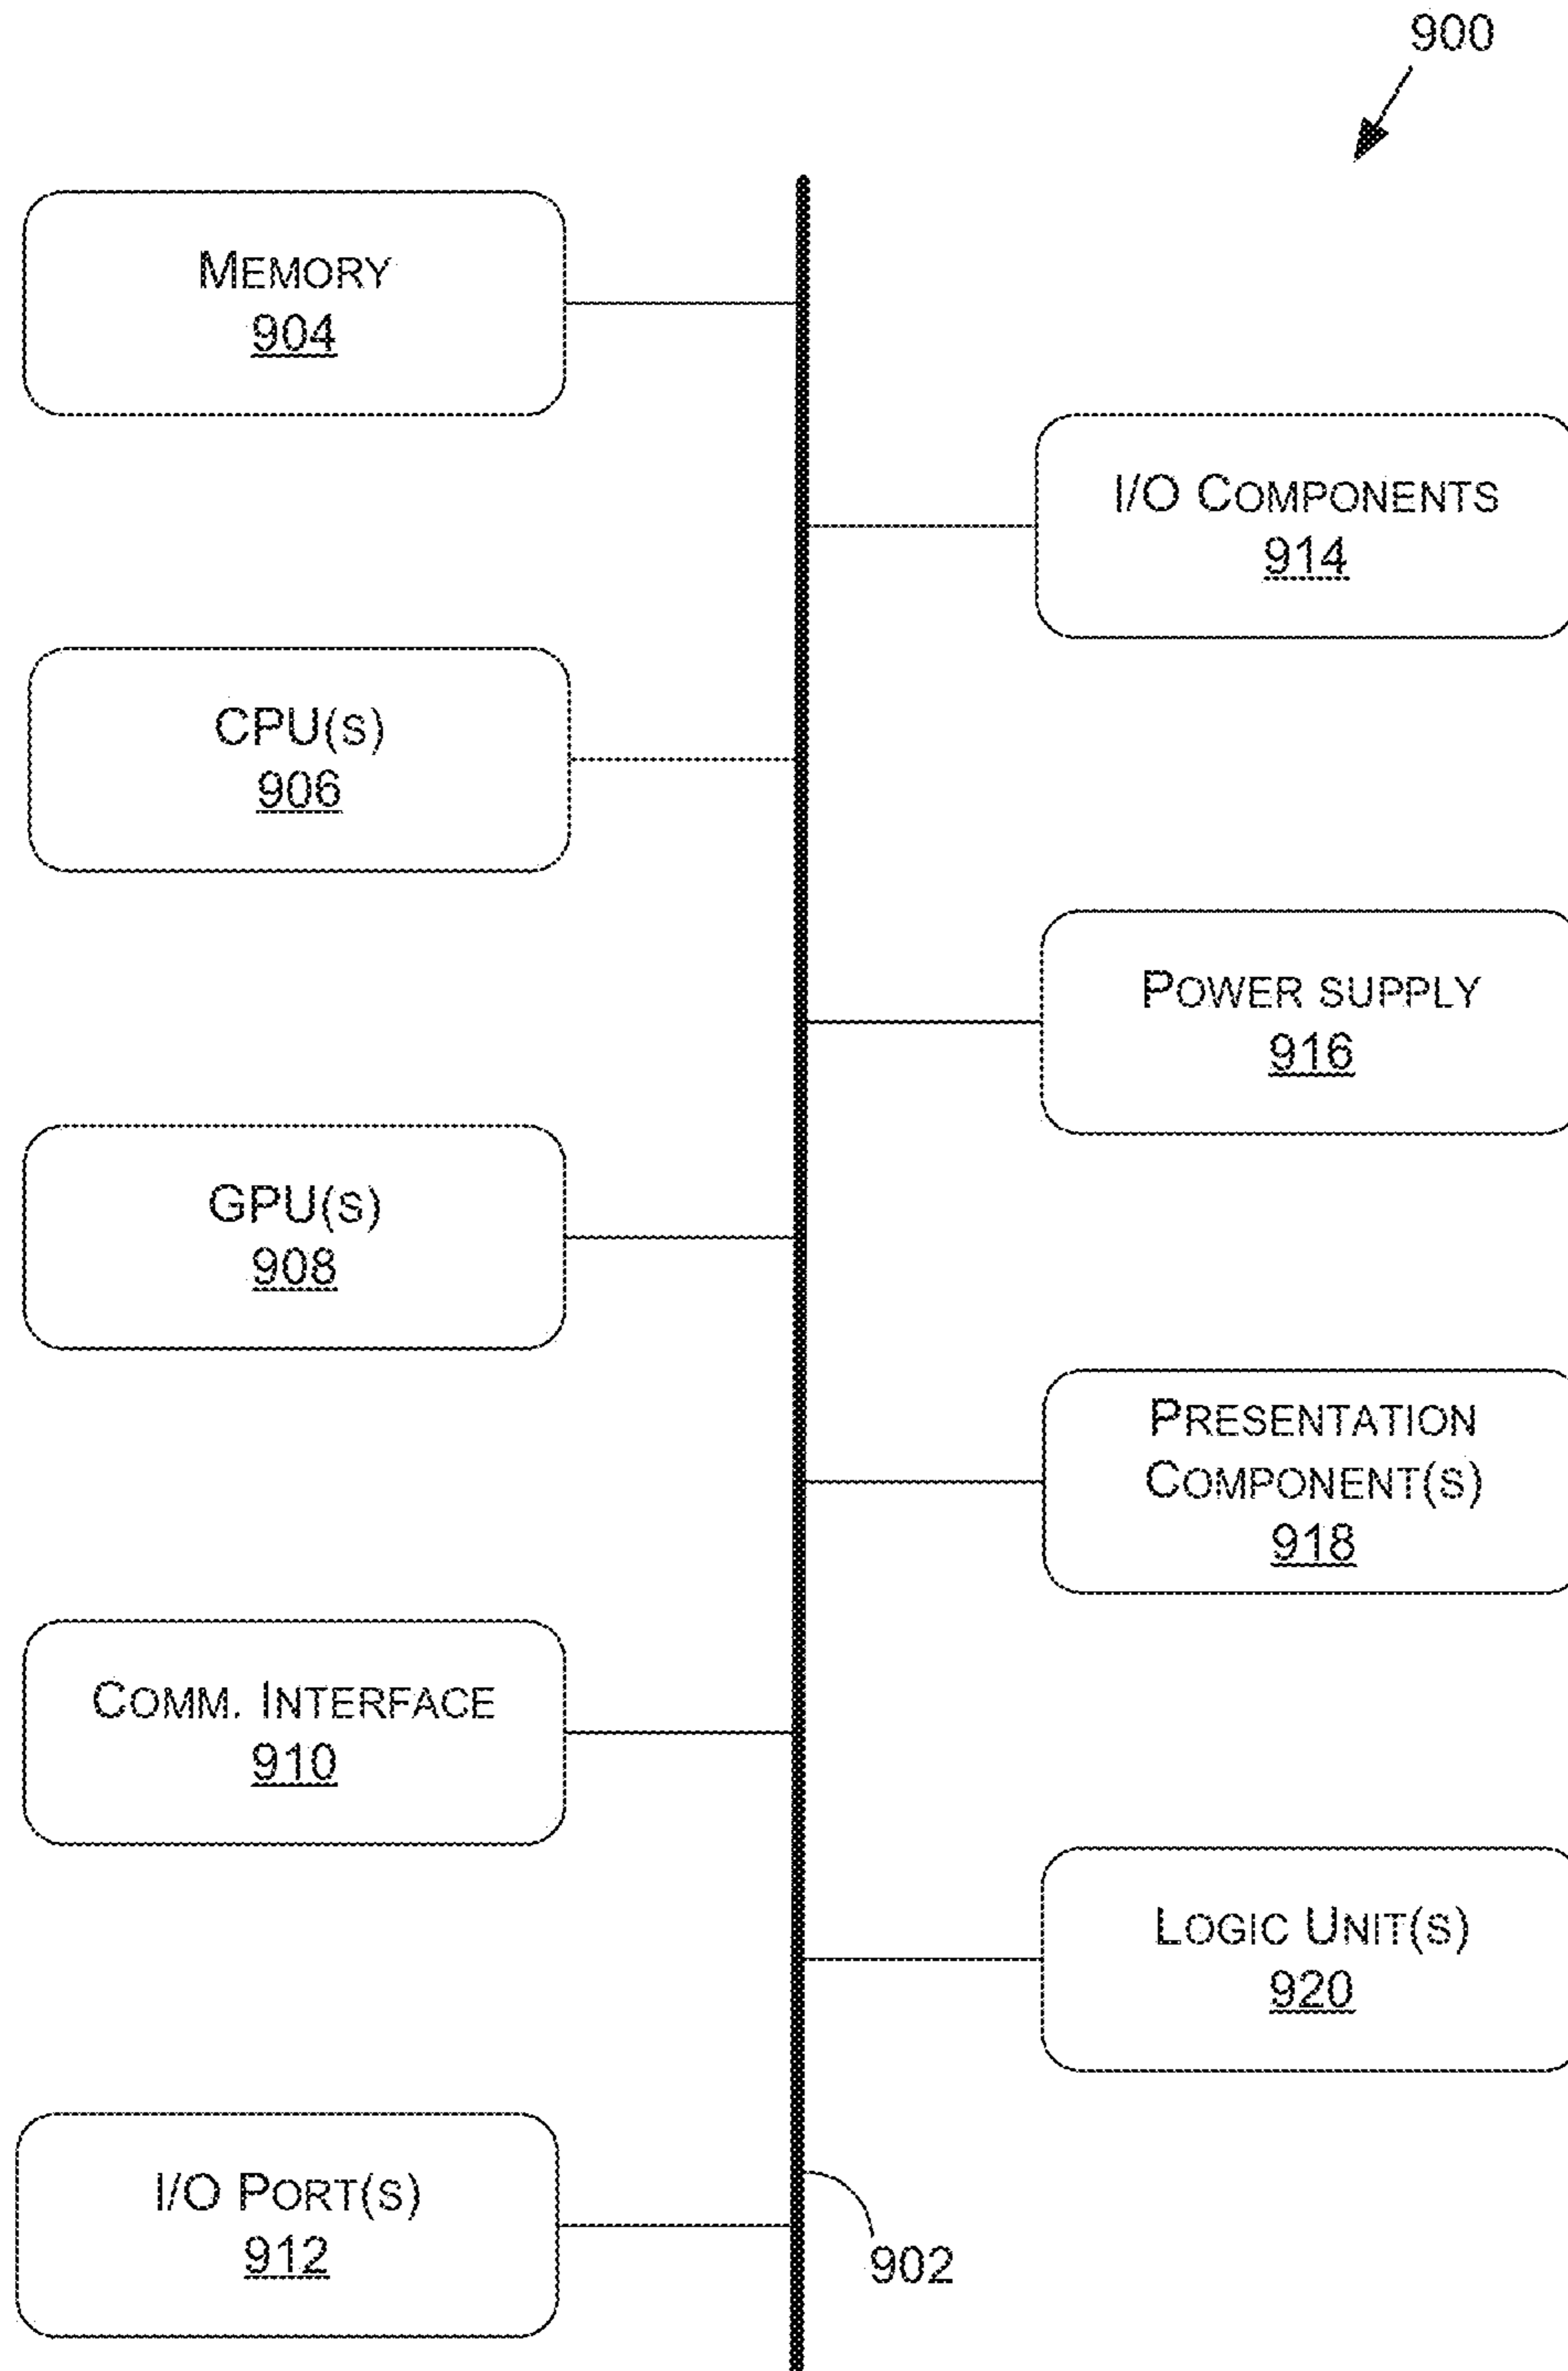 900
MEMORY
904
I/O COMPONENTS
914
CPU(S)
906
POWER SUPPLY
916
GPU(S)
908
PRESENTATION
COMPONENT(S)
918
COMM. INTERFACE
910
LOGIC UNIT(S)
920
I/O PORT(S)
912
902